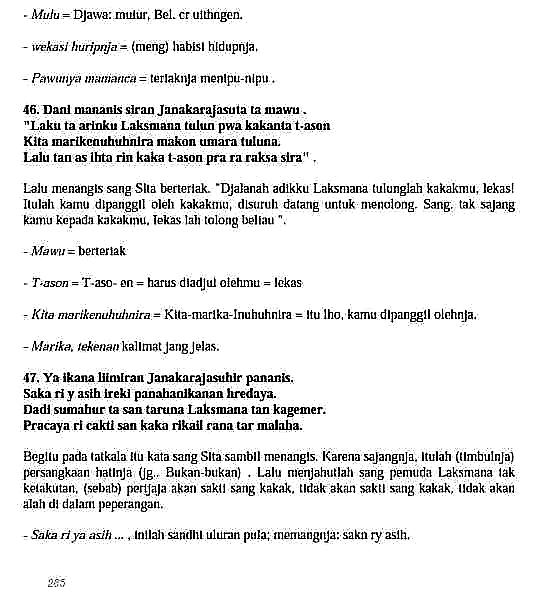 - Mulu = Djawa: mulur, Bel. cr uithngen.
- wekasi huripnja = (meng) habisi hidupnja.
- Pawunya mamanca = teriaknja menipu-nipu .
46. Dani mananis siran Janakarajasuta ta mawu .
"Laku ta arinku Laksmana tulun pwa kakanta t-ason
Kita marikenuhuhnira makon umara tuluna.
Lalu tan as ihta rin kaka t-ason pra ra raksa sira" .
Lalu menangis sang Sita berteriak. "Djalanah adikku Laksmana tulunglah kakakmu, lekas!
Itulah kamu dipanggil oleh kakakmu, disuruh datang untuk menolong. Sang, tak sajang
kamu kepada kakakmu, lekas lah tolong beliau ".
- Mawu = berteriak
- T-ason = T-aso- en = harus diadjui olehmu = lekas
- Kita marikenuhuhnira = Kita-marika-Inuhuhnira = itu lho, kamu dipanggil olehnja.
- Marika, tekenan kalimat jang jelas.
47. Ya ikana liimiran Janakarajasuhir pananis.
Saka ri y asih ireki panahanikanan hredaya.
Dadi sumahur ta san taruna Laksmana tan kagemer.
Pracaya ri cakti san kaka rikail rana tar malaha.
Begitu pada tatkala itu kata sang Sita sambil menangis. Karena sajangnja, itulah (timbulnja)
persangkaan hatinja (jg.. Bukan-bukan) . Lalu menjahutlah sang pemuda Laksmana tak
ketakutan, (sebab) perijaja akan sakti sang kakak, tidak akan sakti sang kakak, tidak akan
alah di dalam peperangan.
- Saka ri ya asih ... , inilah sandhi uluran pula; memangnja: sakn ry asih.
265